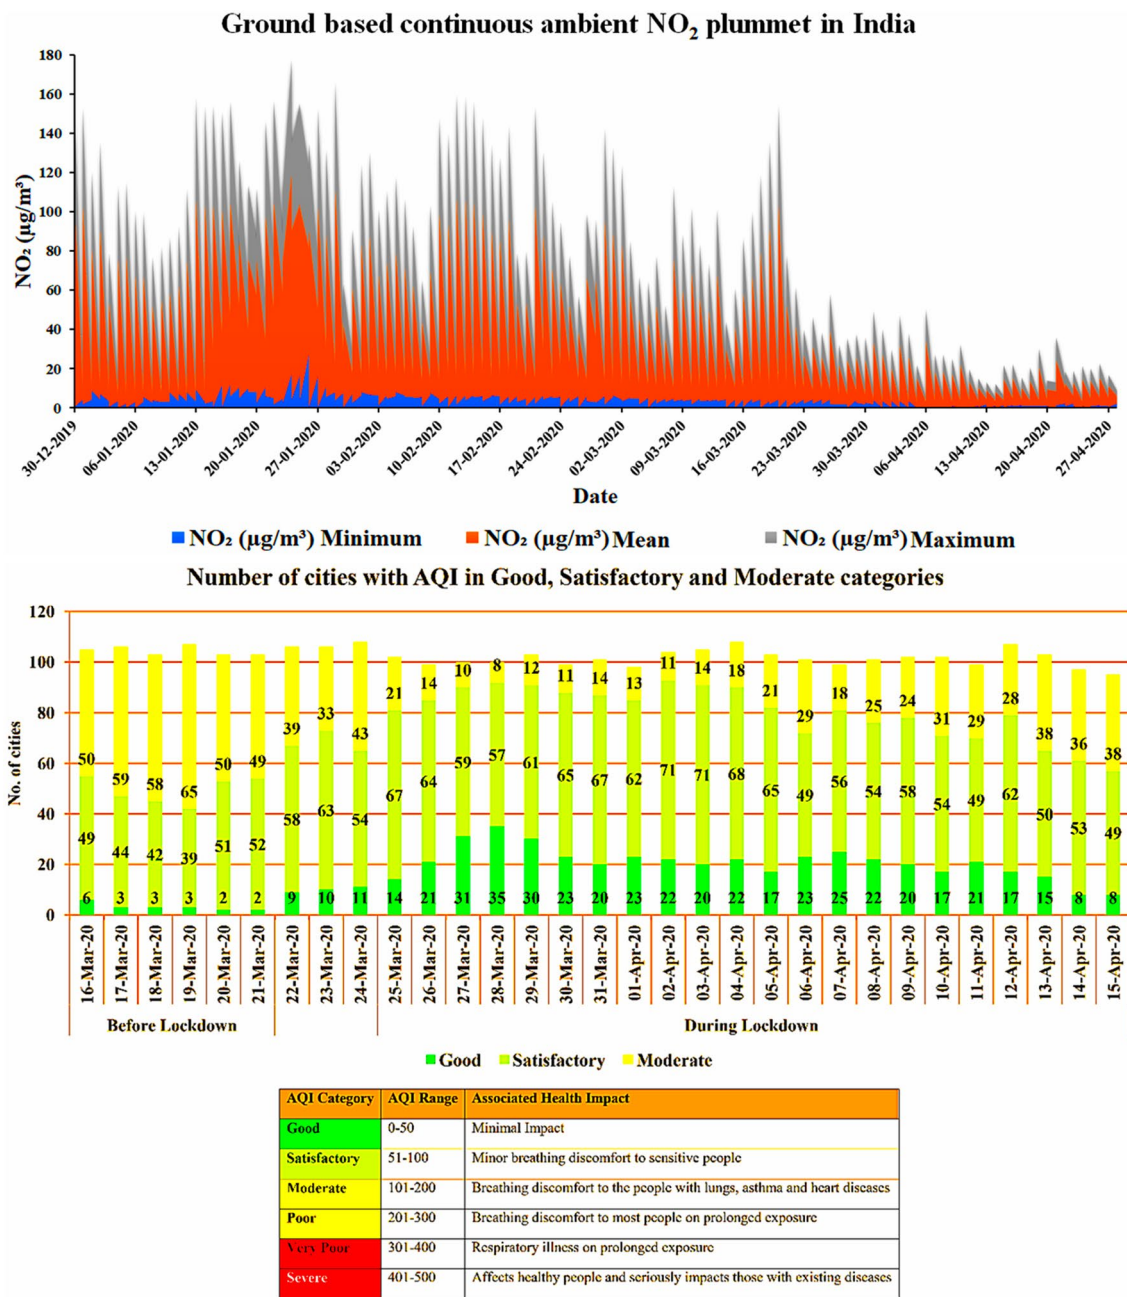 Ground based continuous ambient NO₂ plummet in India
180
160
140
120
100
80
60
40
20
0
NO₂ (µg/m³)
30-12-2019
06-01-2020
13-01-2020
20-01-2020
27-01-2020
03-02-2020
10-02-2020
17-02-2020
24-02-2020
02-03-2020
09-03-2020
16-03-2020
23-03-2020
30-03-2020
06-04-2020
13-04-2020
20-04-2020
27-04-2020
Date
NO₂ (µg/m³) Minimum NO₂ (µg/m³) Mean NO₂ (µg/m³) Maximum
Number of cities with AQI in Good, Satisfactory and Moderate categories
120
100
80
60
40
20
0
No. of cities
50 59 58 65 50 49 39 33 43 21 14 10 8 12 11 14 13 11 14 18 21 29 18 25 24 31 29 28 38 36 38
49 44 42 39 51 52 58 63 54 67 64 59 57 61 65 67 62 71 71 68 65 49 56 54 58 54 49 62 50 53 49
6 3 3 3 2 2 9 10 11 14 21 31 35 30 23 20 23 22 20 22 17 23 25 22 20 17 21 17 15 8 8
16-Mar-20
17-Mar-20
18-Mar-20
19-Mar-20
20-Mar-20
21-Mar-20
22-Mar-20
23-Mar-20
24-Mar-20
25-Mar-20
26-Mar-20
27-Mar-20
28-Mar-20
29-Mar-20
30-Mar-20
31-Mar-20
01-Apr-20
02-Apr-20
03-Apr-20
04-Apr-20
05-Apr-20
06-Apr-20
07-Apr-20
08-Apr-20
09-Apr-20
10-Apr-20
11-Apr-20
12-Apr-20
13-Apr-20
14-Apr-20
15-Apr-20
Before Lockdown During Lockdown
Good Satisfactory Moderate
AQI Category AQI Range Associated Health Impact
Good 0-50 Minimal Impact
Satisfactory 51-100 Minor breathing discomfort to sensitive people
Moderate 101-200 Breathing discomfort to the people with lungs, asthma and heart diseases
Poor 201-300 Breathing discomfort to most people on prolonged exposure
Very Poor 301-400 Respiratory illness on prolonged exposure
Severe 401-500 Affects healthy people and seriously impacts those with existing diseases